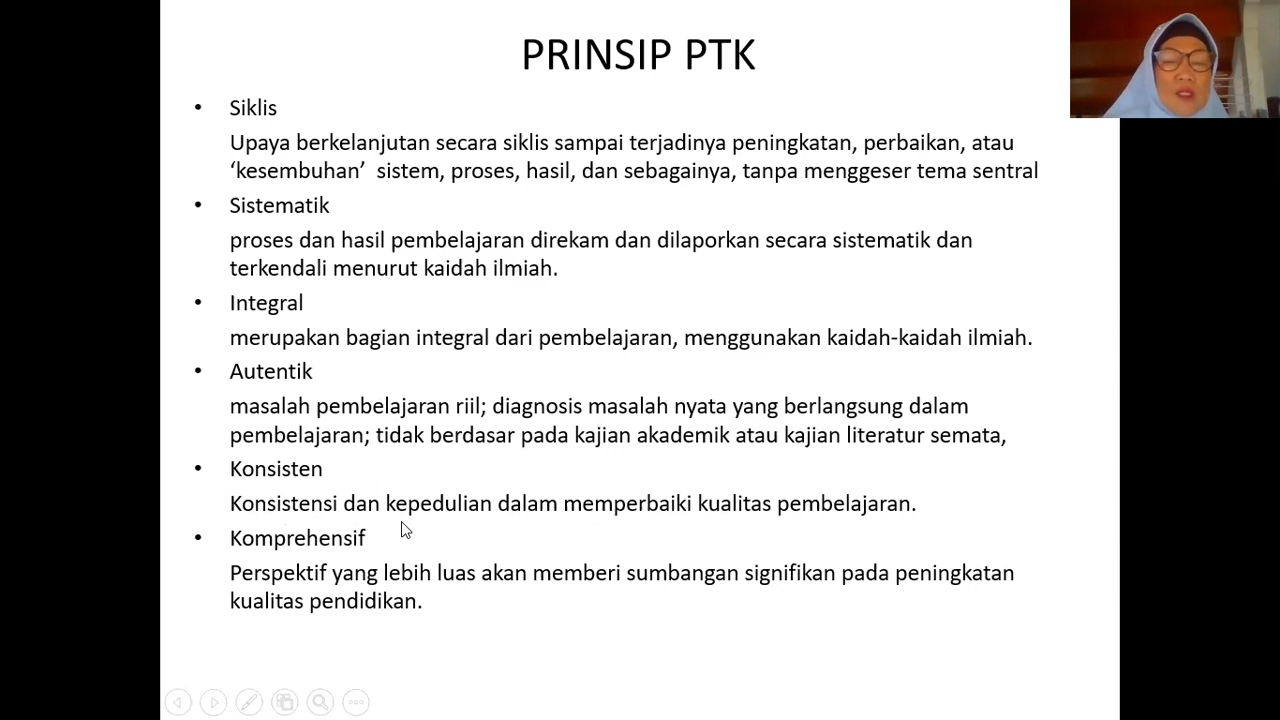 PRINSIP PTK
• Siklis
Upaya berkelanjutan secara siklis sampai terjadinya peningkatan, perbaikan, atau
‘kesembuhan’  sistem, proses, hasil, dan sebagainya, tanpa menggeser tema sentral
• Sistematik
proses dan hasil pembelajaran direkam dan dilaporkan secara sistematik dan
terkendali menurut kaidah ilmiah.
• Integral
merupakan bagian integral dari pembelajaran, menggunakan kaidah-kaidah ilmiah.
• Autentik
masalah pembelajaran riil; diagnosis masalah nyata yang berlangsung dalam
pembelajaran; tidak berdasar pada kajian akademik atau kajian literatur semata,
• Konsisten
Konsistensi dan kepedulian dalam memperbaiki kualitas pembelajaran.
• Komprehensif
Perspektif yang lebih luas akan memberi sumbangan signifikan pada peningkatan
kualitas pendidikan.